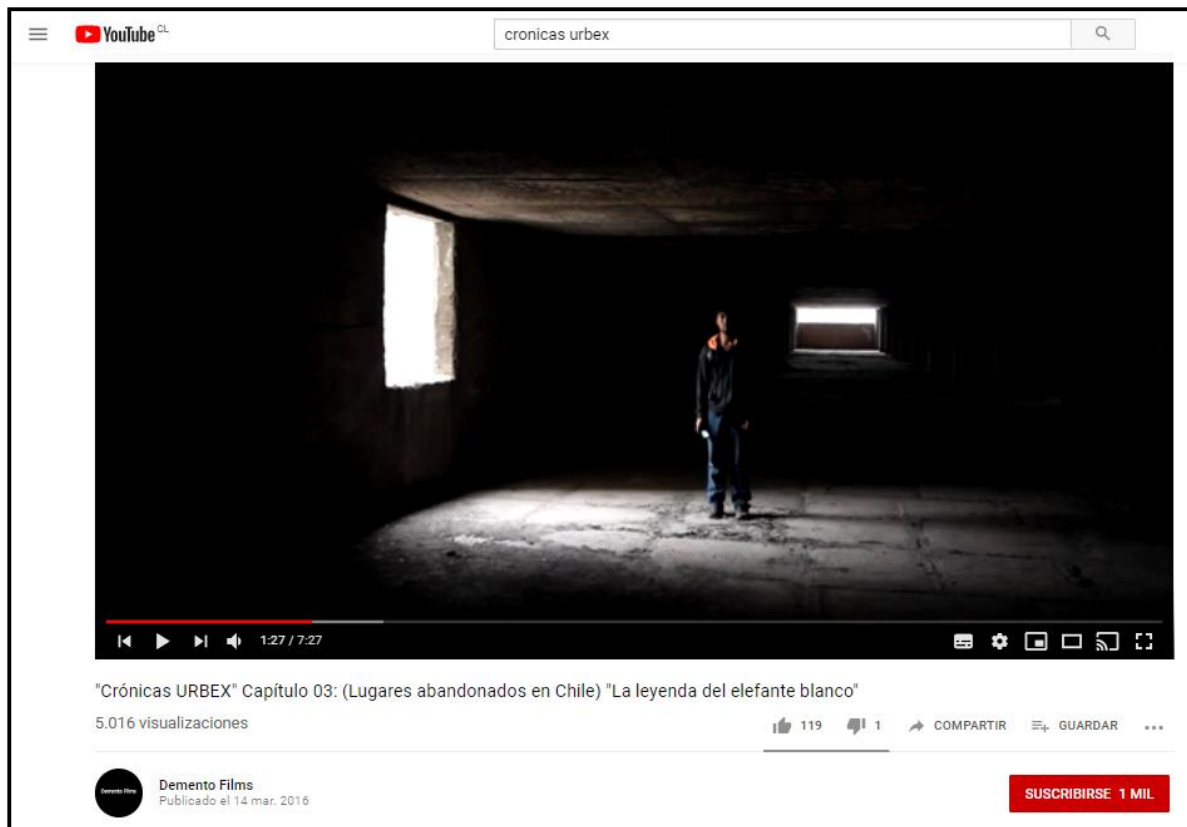 YouTube CL
cronicas urbex
1:27 / 7:27
"Crónicas URBEX" Capítulo 03: (Lugares abandonados en Chile) "La leyenda del elefante blanco"
5.016 visualizaciones
119
1
COMPARTIR
GUARDAR
Demento Films
Demento Films
Publicado el 14 mar. 2016
SUSCRIBIRSE 1 MIL